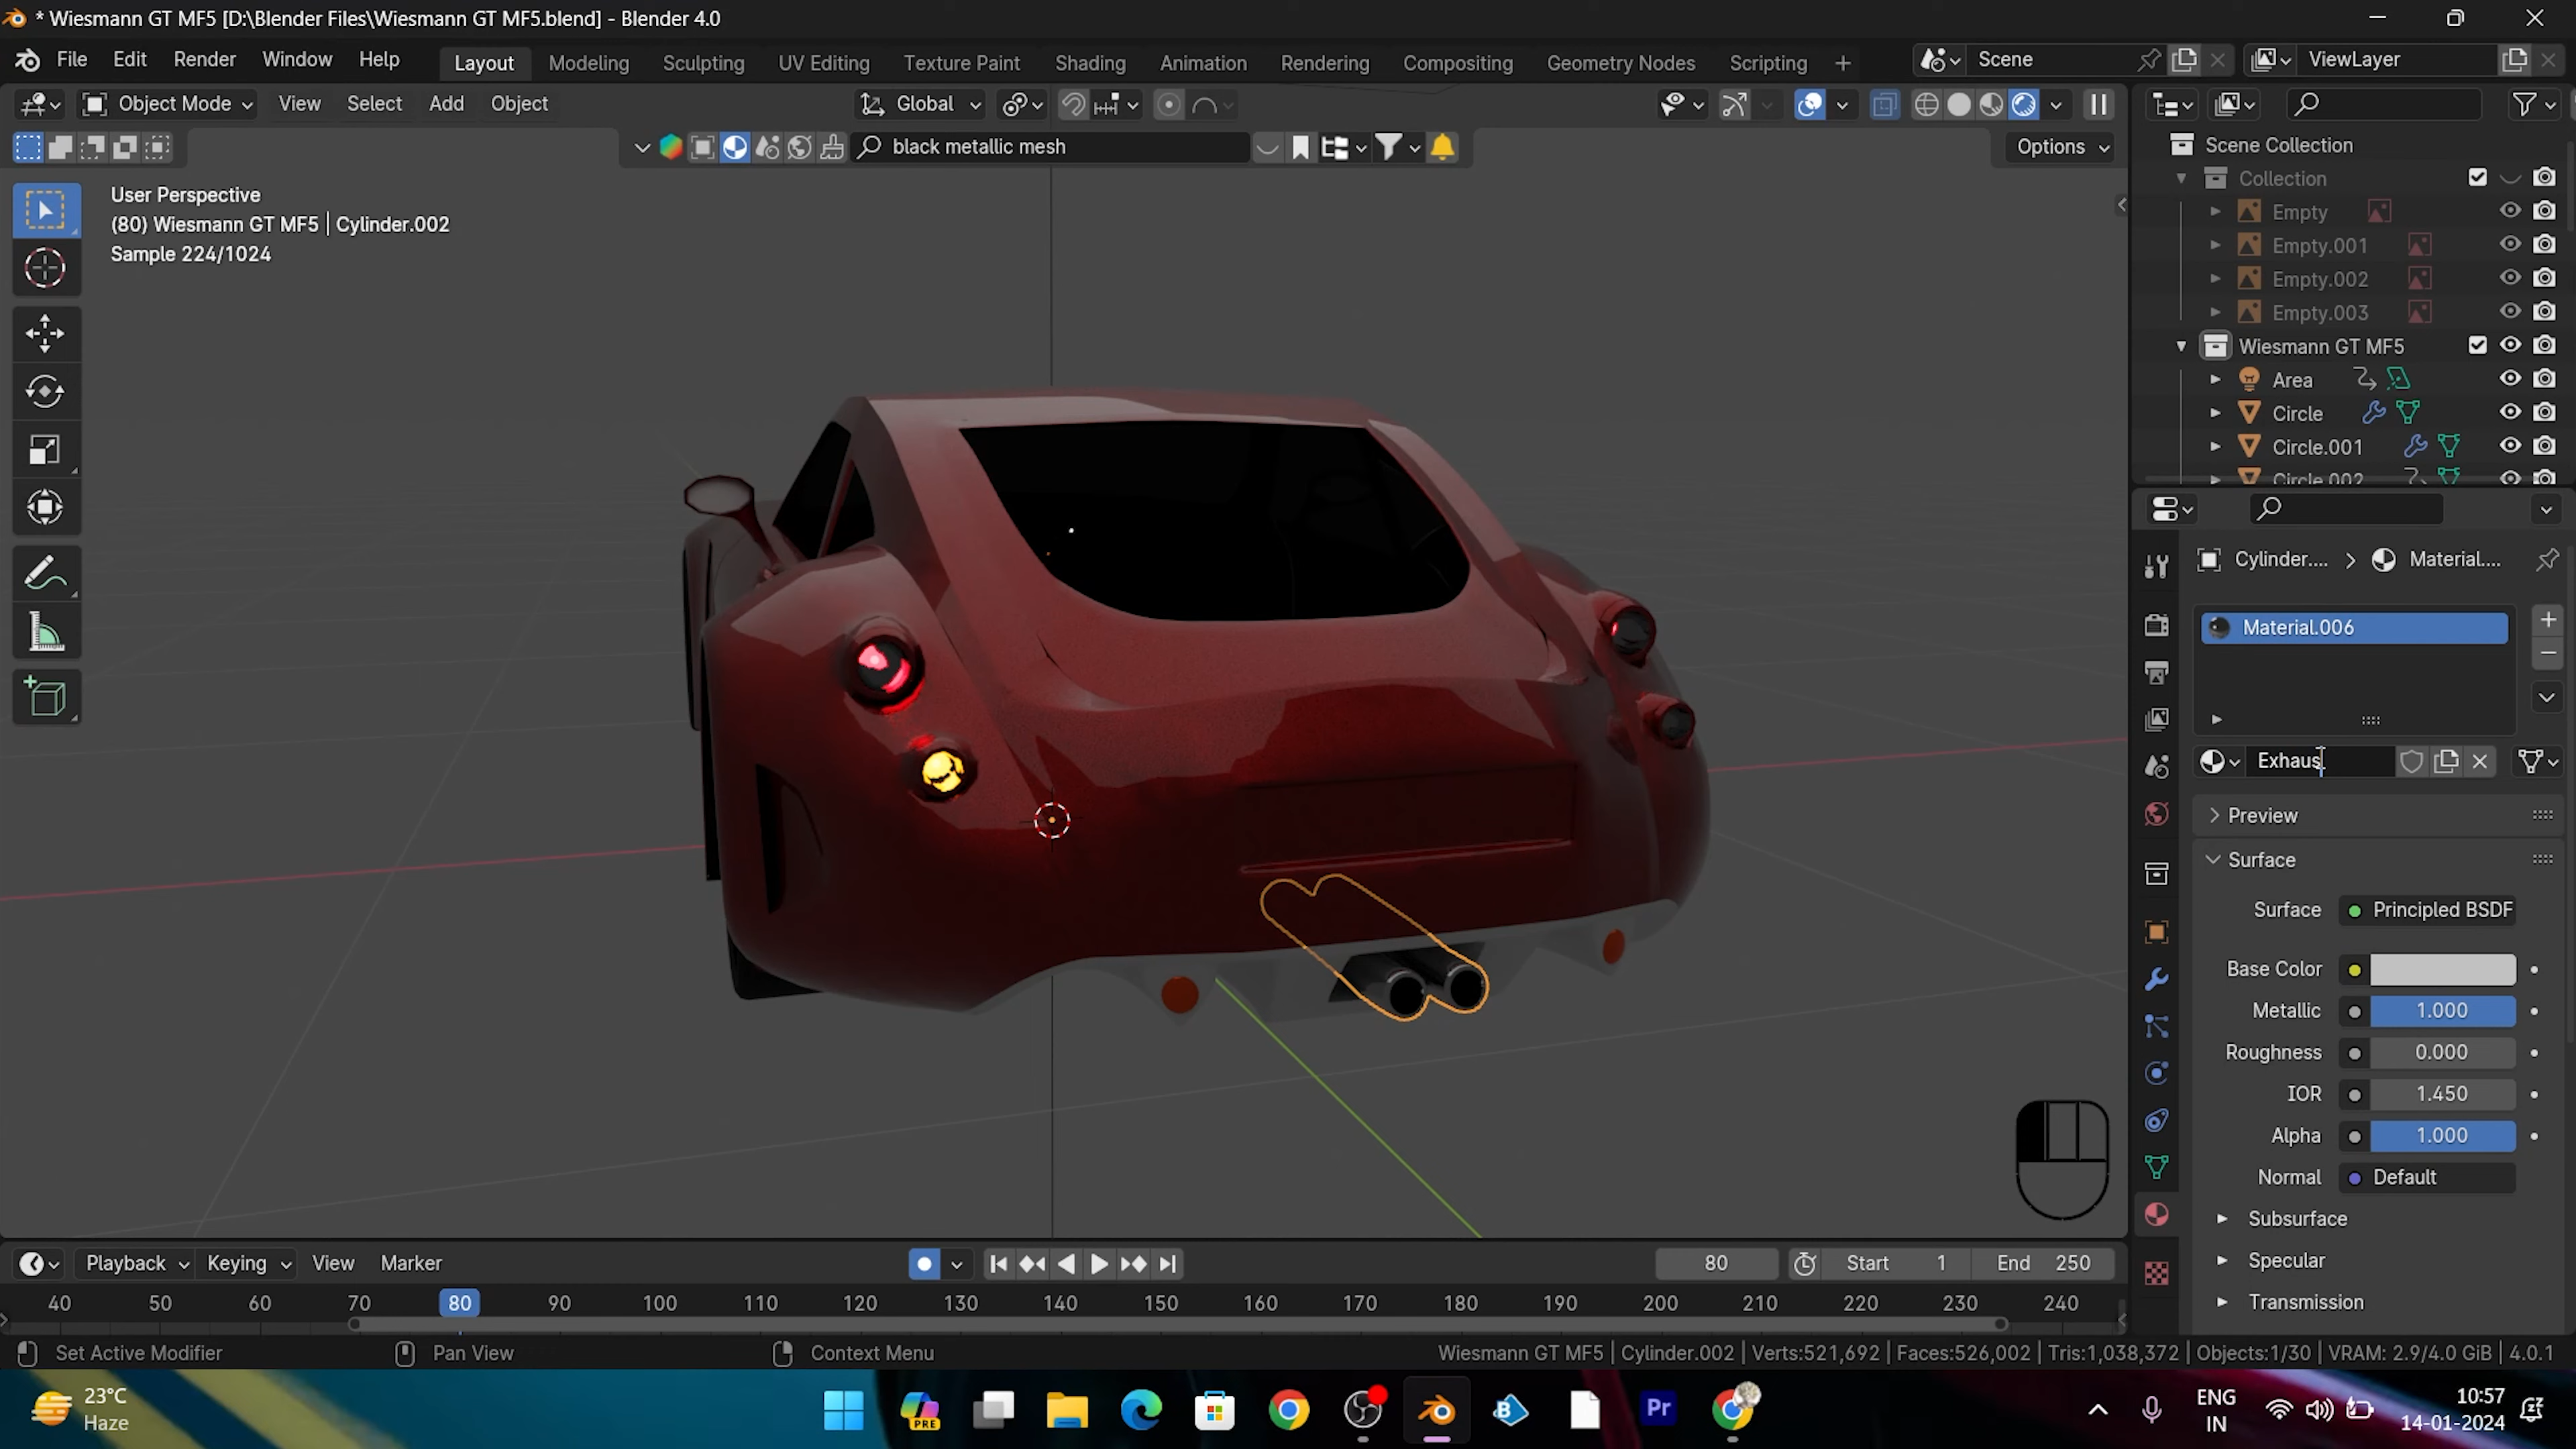 * Wiesmann GT MF5 [D:\Blender Files\Wiesmann GT MF5.blend] - Blender 4.0
File Edit Render Window Help Layout Modeling Sculpting UV Editing Texture Paint Shading Animation Rendering Compositing Geometry Nodes Scripting + Scene ViewLayer
Object Mode View Select Add Object Global
black metallic mesh Options
User Perspective
(80) Wiesmann GT MF5 | Cylinder.002
Sample 224/1024
Scene Collection
Collection
Empty
Empty.001
Empty.002
Empty.003
Wiesmann GT MF5
Area
Circle
Circle.001
Circle.002
Cylinder.... > Material....
Material.006
Exhaus
Preview
Surface
Surface Principled BSDF
Base Color
Metallic 1.000
Roughness 0.000
IOR 1.450
Alpha 1.000
Normal Default
Subsurface
Specular
Transmission
Playback Keying View Marker 80 Start 1 End 250
40 50 60 70 80 90 100 110 120 130 140 150 160 170 180 190 200 210 220 230 240
Set Active Modifier Pan View Context Menu Wiesmann GT MF5 | Cylinder.002 | Verts:521,692 | Faces:526,002 | Tris:1,038,372 | Objects:1/30 | VRAM: 2.9/4.0 GiB | 4.0.1
23°C
Haze
PRE
B
Pr
ENG
IN
10:57
14-01-2024